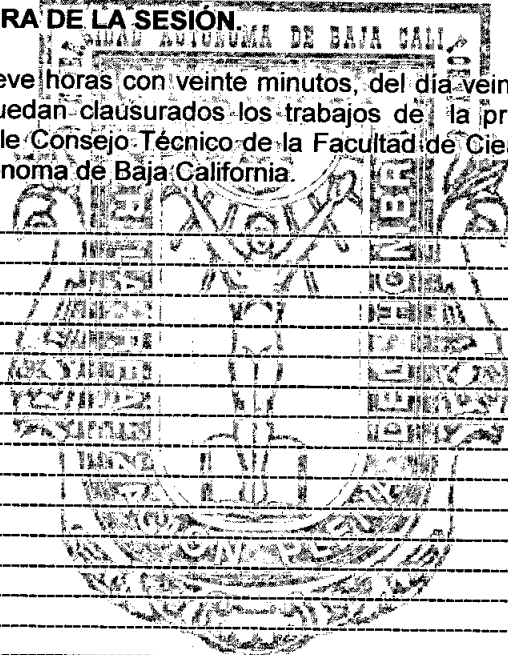 RA DE LA SESIÓN.
SIDAD AUTONOMA DE BAJA CALI
eve horas con veinte minutos, del día vein
uedan clausurados los trabajos de la pr
le Consejo Técnico de la Facultad de Cie
noma de Baja California.